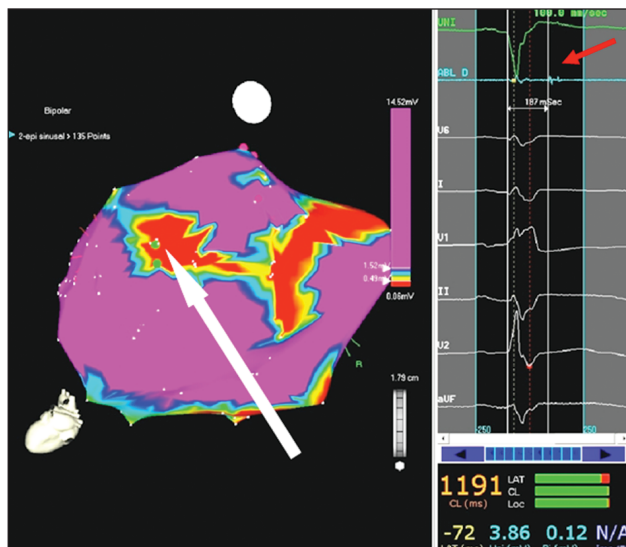 Bipolar
2-epi sinusal > 135 Points
14.52mV
1.52mV
0.49mV
0.06mV
R
1.79 cm
100.0 mm/sec
UNI
ABL D
187 mSec
V6
I
V1
II
V2
aVF
-250
250
1191
CL (ms)
LAT
CL
Loc
-72 3.86 0.12 N/A